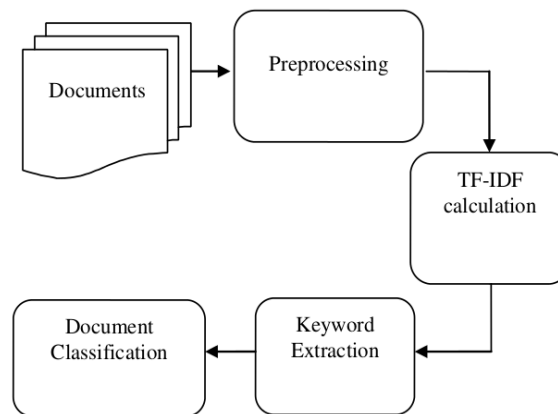 Documents
Preprocessing
TF-IDF
calculation
Keyword
Extraction
Document
Classification